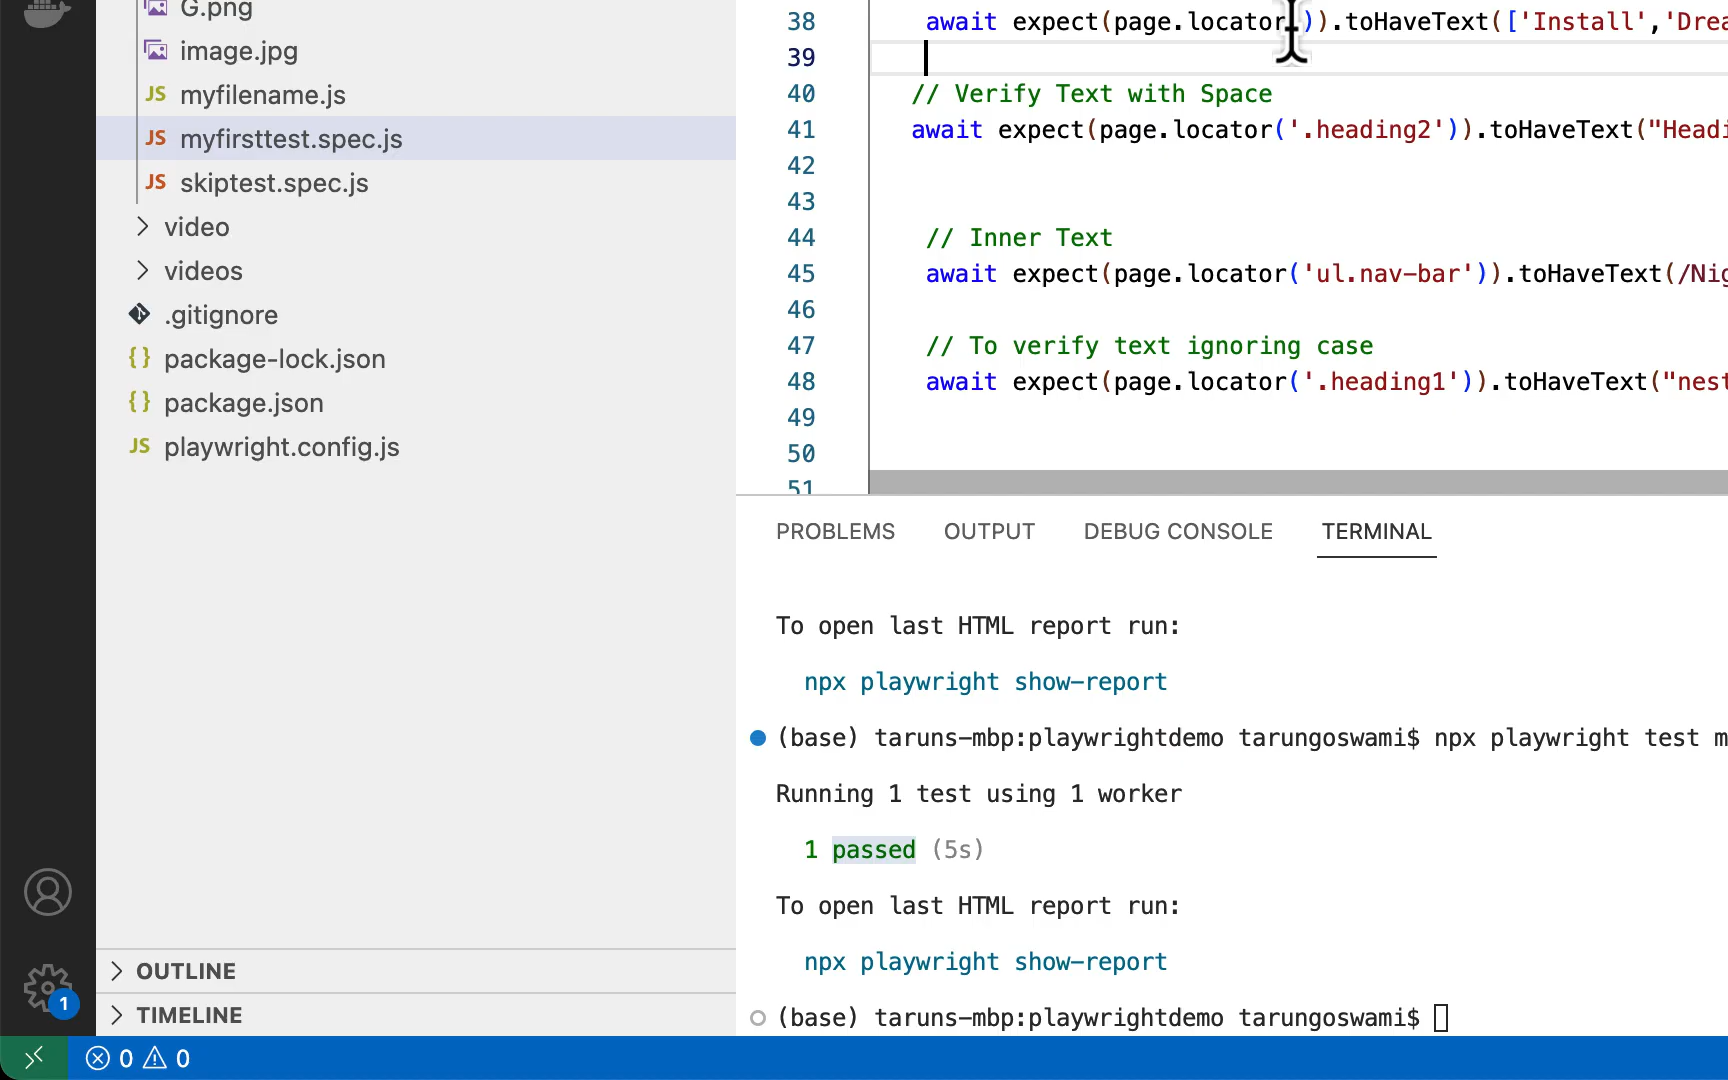 G.png
image.jpg
JS myfilename.js
JS myfirsttest.spec.js
JS skiptest.spec.js
video
videos
.gitignore
{} package-lock.json
{} package.json
JS playwright.config.js
OUTLINE
TIMELINE
1
0 0
38 await expect(page.locator )).toHaveText(['Install','Drea
39
40 // Verify Text with Space
41 await expect(page.locator('.heading2')).toHaveText("Headi
42
43
44 // Inner Text
45 await expect(page.locator('ul.nav-bar')).toHaveText(/Nig
46
47 // To verify text ignoring case
48 await expect(page.locator('.heading1')).toHaveText("nest
49
50
51
PROBLEMS OUTPUT DEBUG CONSOLE TERMINAL
To open last HTML report run:
npx playwright show-report
(base) taruns-mbp:playwrightdemo tarungoswami$ npx playwright test m
Running 1 test using 1 worker
1 passed (5s)
To open last HTML report run:
npx playwright show-report
(base) taruns-mbp:playwrightdemo tarungoswami$